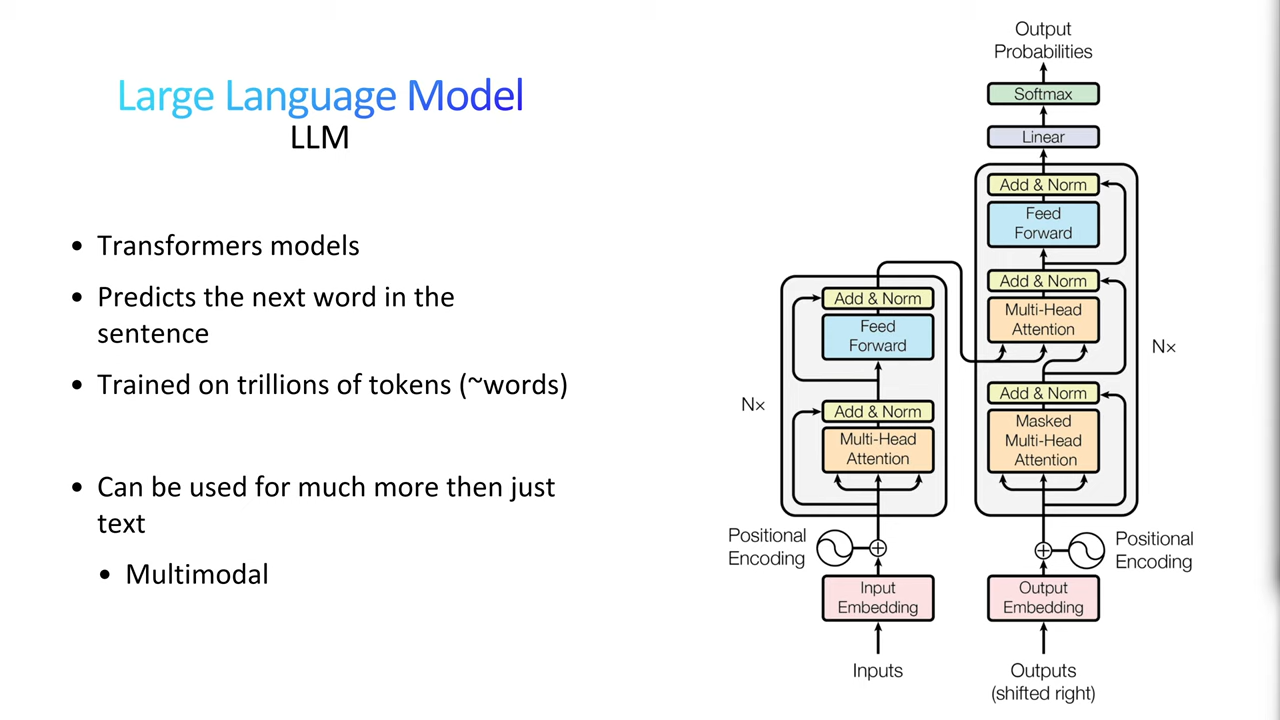 Large Language Model
LLM
• Transformers models
• Predicts the next word in the
sentence
• Trained on trillions of tokens (~words)
• Can be used for much more then just
text
• Multimodal
Output
Probabilities
Softmax
Linear
Add & Norm
Feed
Forward
Add & Norm
Multi-Head
Attention
Add & Norm
Masked
Multi-Head
Attention
Nx
Positional
Encoding
Output
Embedding
Outputs
(shifted right)
Add & Norm
Feed
Forward
Add & Norm
Multi-Head
Attention
Nx
Positional
Encoding
Input
Embedding
Inputs